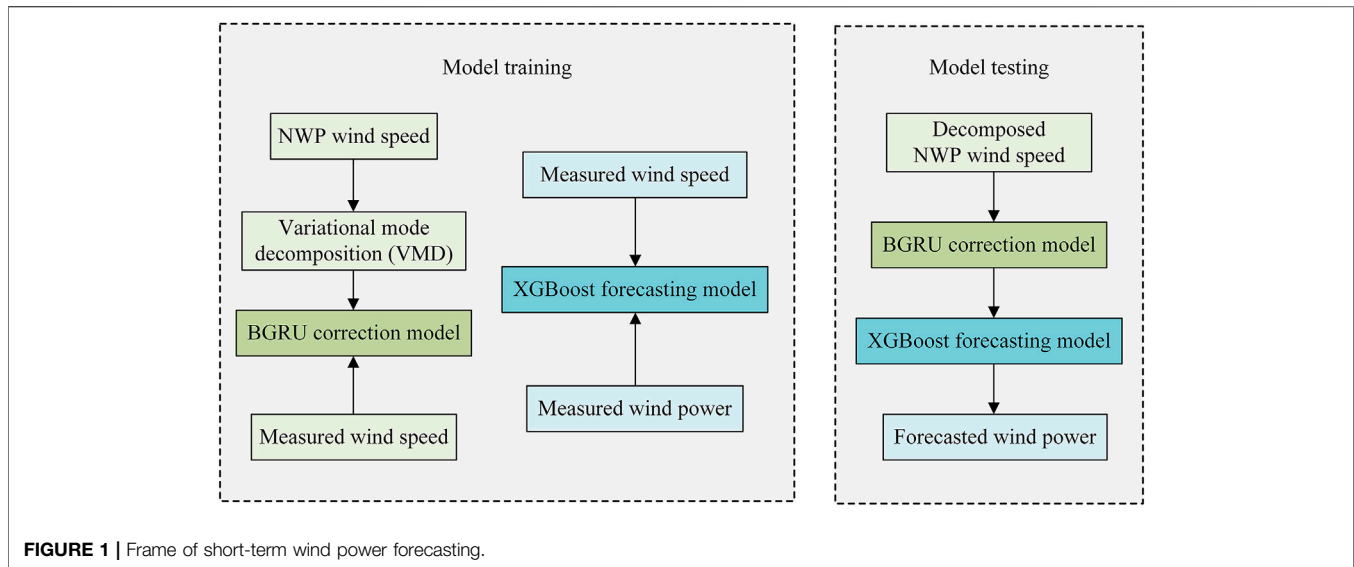 Model training
NWP wind speed
Variational mode
decomposition (VMD)
BGRU correction model
Measured wind speed
Measured wind speed
XGBoost forecasting model
Measured wind power
Model testing
Decomposed
NWP wind speed
BGRU correction model
XGBoost forecasting model
Forecasted wind power
FIGURE 1 | Frame of short-term wind power forecasting.